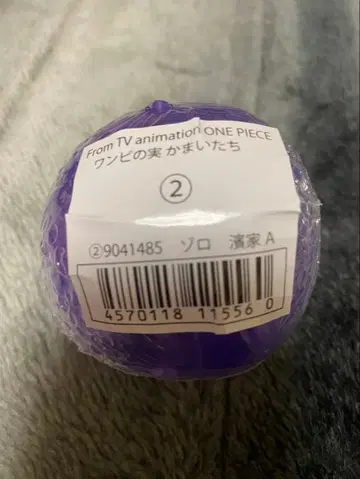 From TV animation ONE PIECE
ワンピの実 かまいたち
②
②9041485 ゾロ 濱家 A
4570118 11556 0